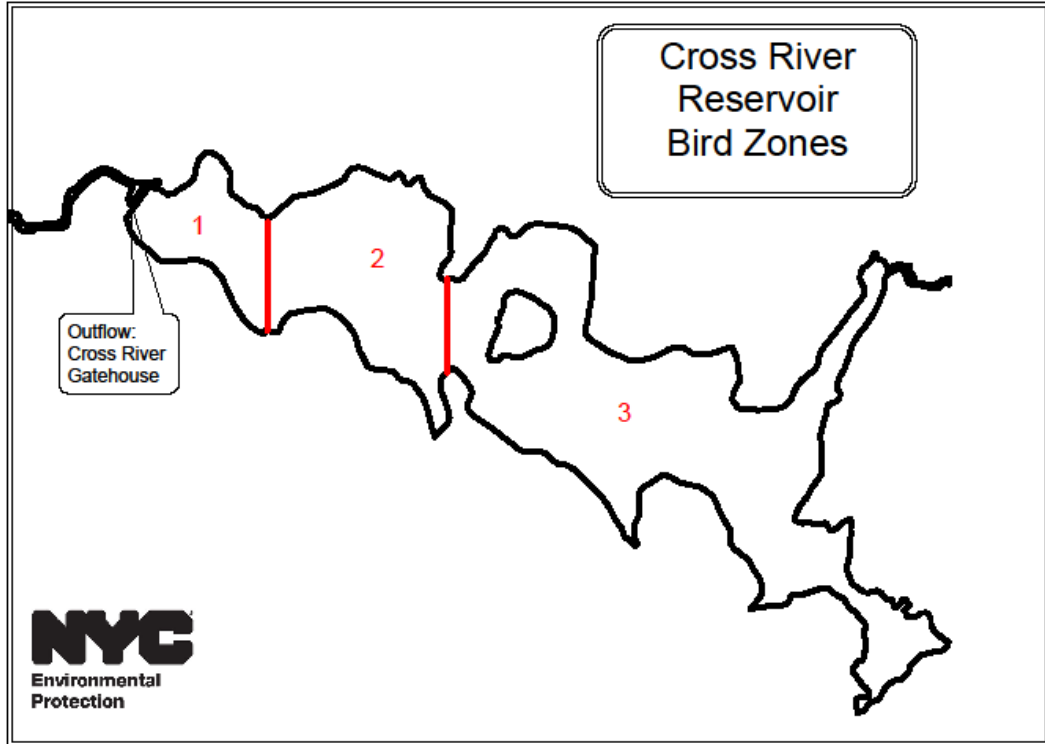 Cross River
Reservoir
Bird Zones
1
2
3
Outflow:
Cross River
Gatehouse
NYC
Environmental
Protection